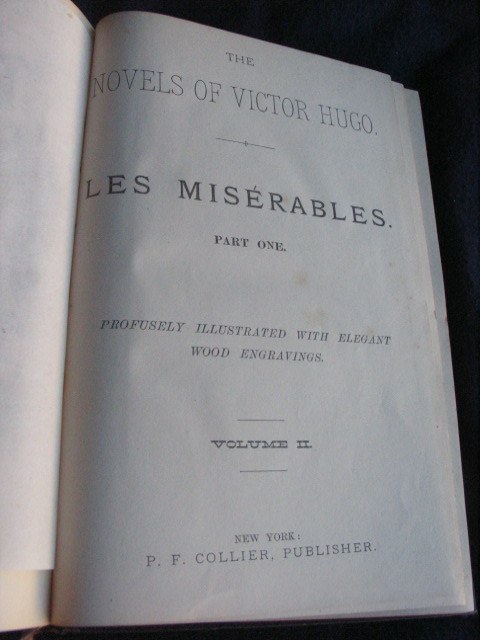 THE
NOVELS OF VICTOR HUGO.
LES MISÉRABLES.
PART ONE.
PROFUSELY ILLUSTRATED WITH ELEGANT
WOOD ENGRAVINGS.
VOLUME II.
NEW YORK:
P. F. COLLIER, PUBLISHER.